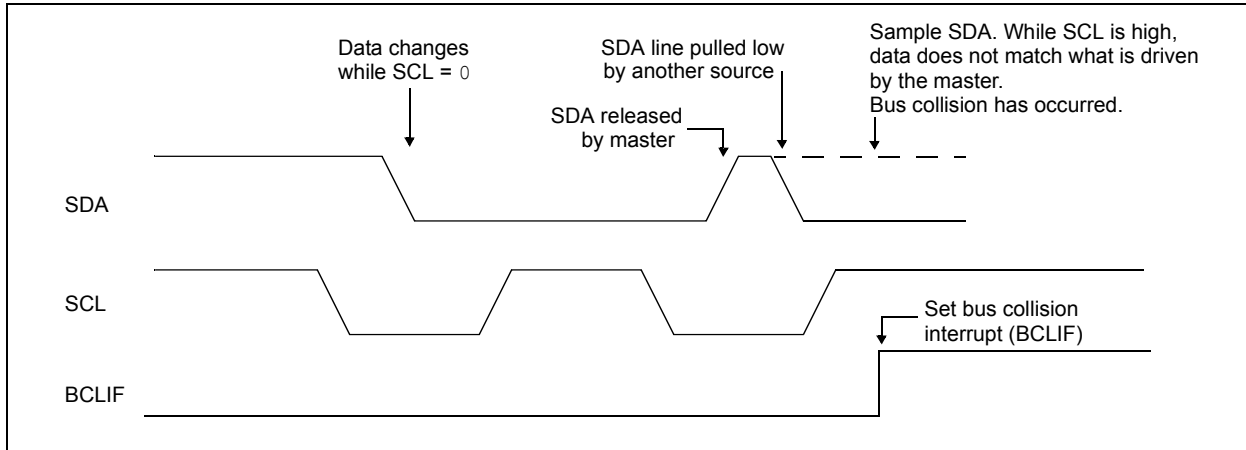 Data changes
while SCL = 0
SDA line pulled low
by another source
Sample SDA. While SCL is high,
data does not match what is driven
by the master.
Bus collision has occurred.
SDA released
by master
SDA
SCL
Set bus collision
interrupt (BCLIF)
BCLIF